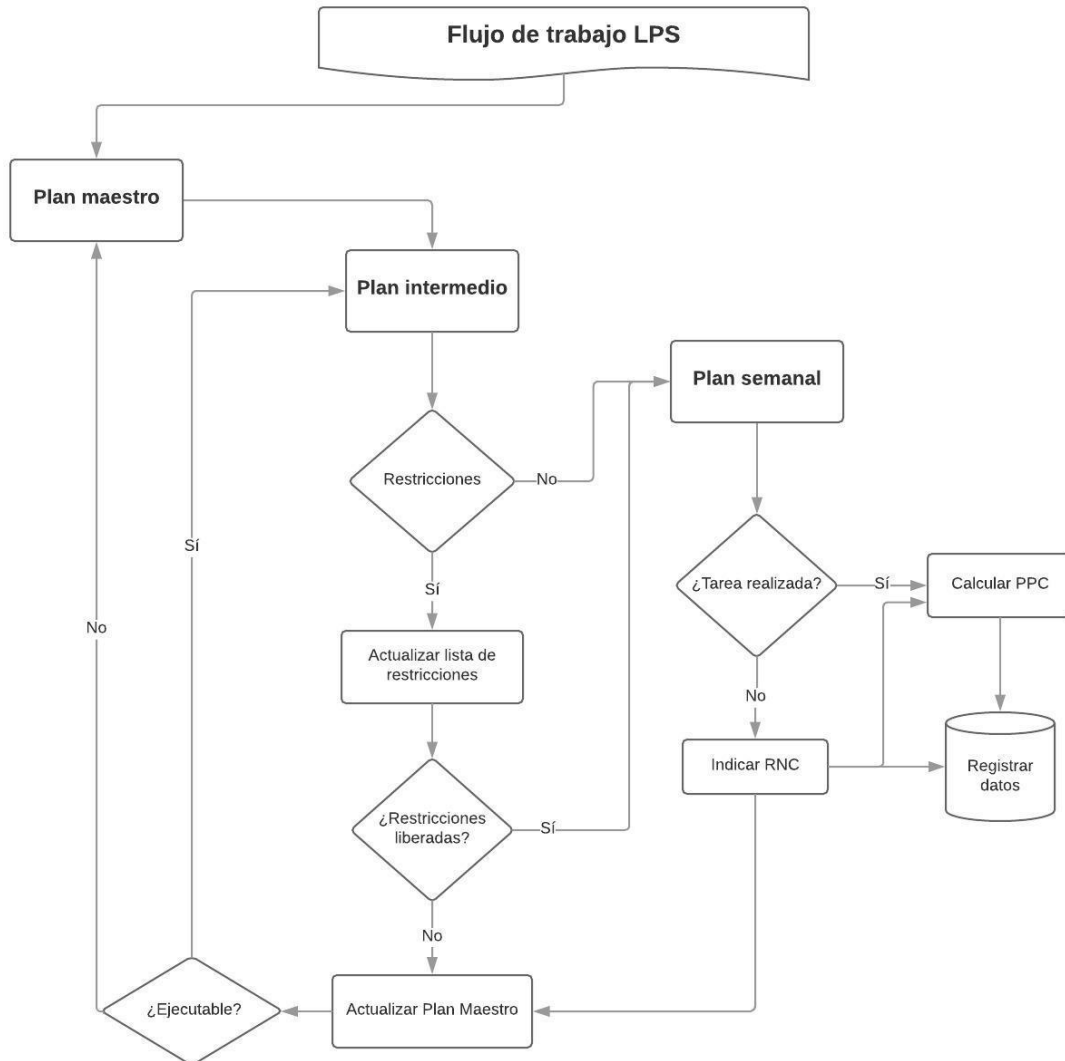 Flujo de trabajo LPS
Plan maestro
Plan intermedio
Plan semanal
Restricciones
No
Sí
¿Tarea realizada?
Sí
Calcular PPC
Sí
No
Actualizar lista de
restricciones
No
Indicar RNC
Registrar
datos
¿Restricciones
liberadas?
Sí
No
¿Ejecutable?
Actualizar Plan Maestro